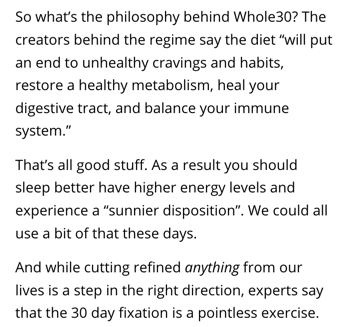 So what’s the philosophy behind Whole30? The
creators behind the regime say the diet “will put
an end to unhealthy cravings and habits,
restore a healthy metabolism, heal your
digestive tract, and balance your immune
system.”
That’s all good stuff. As a result you should
sleep better have higher energy levels and
experience a “sunnier disposition”. We could all
use a bit of that these days.
And while cutting refined anything from our
lives is a step in the right direction, experts say
that the 30 day fixation is a pointless exercise.